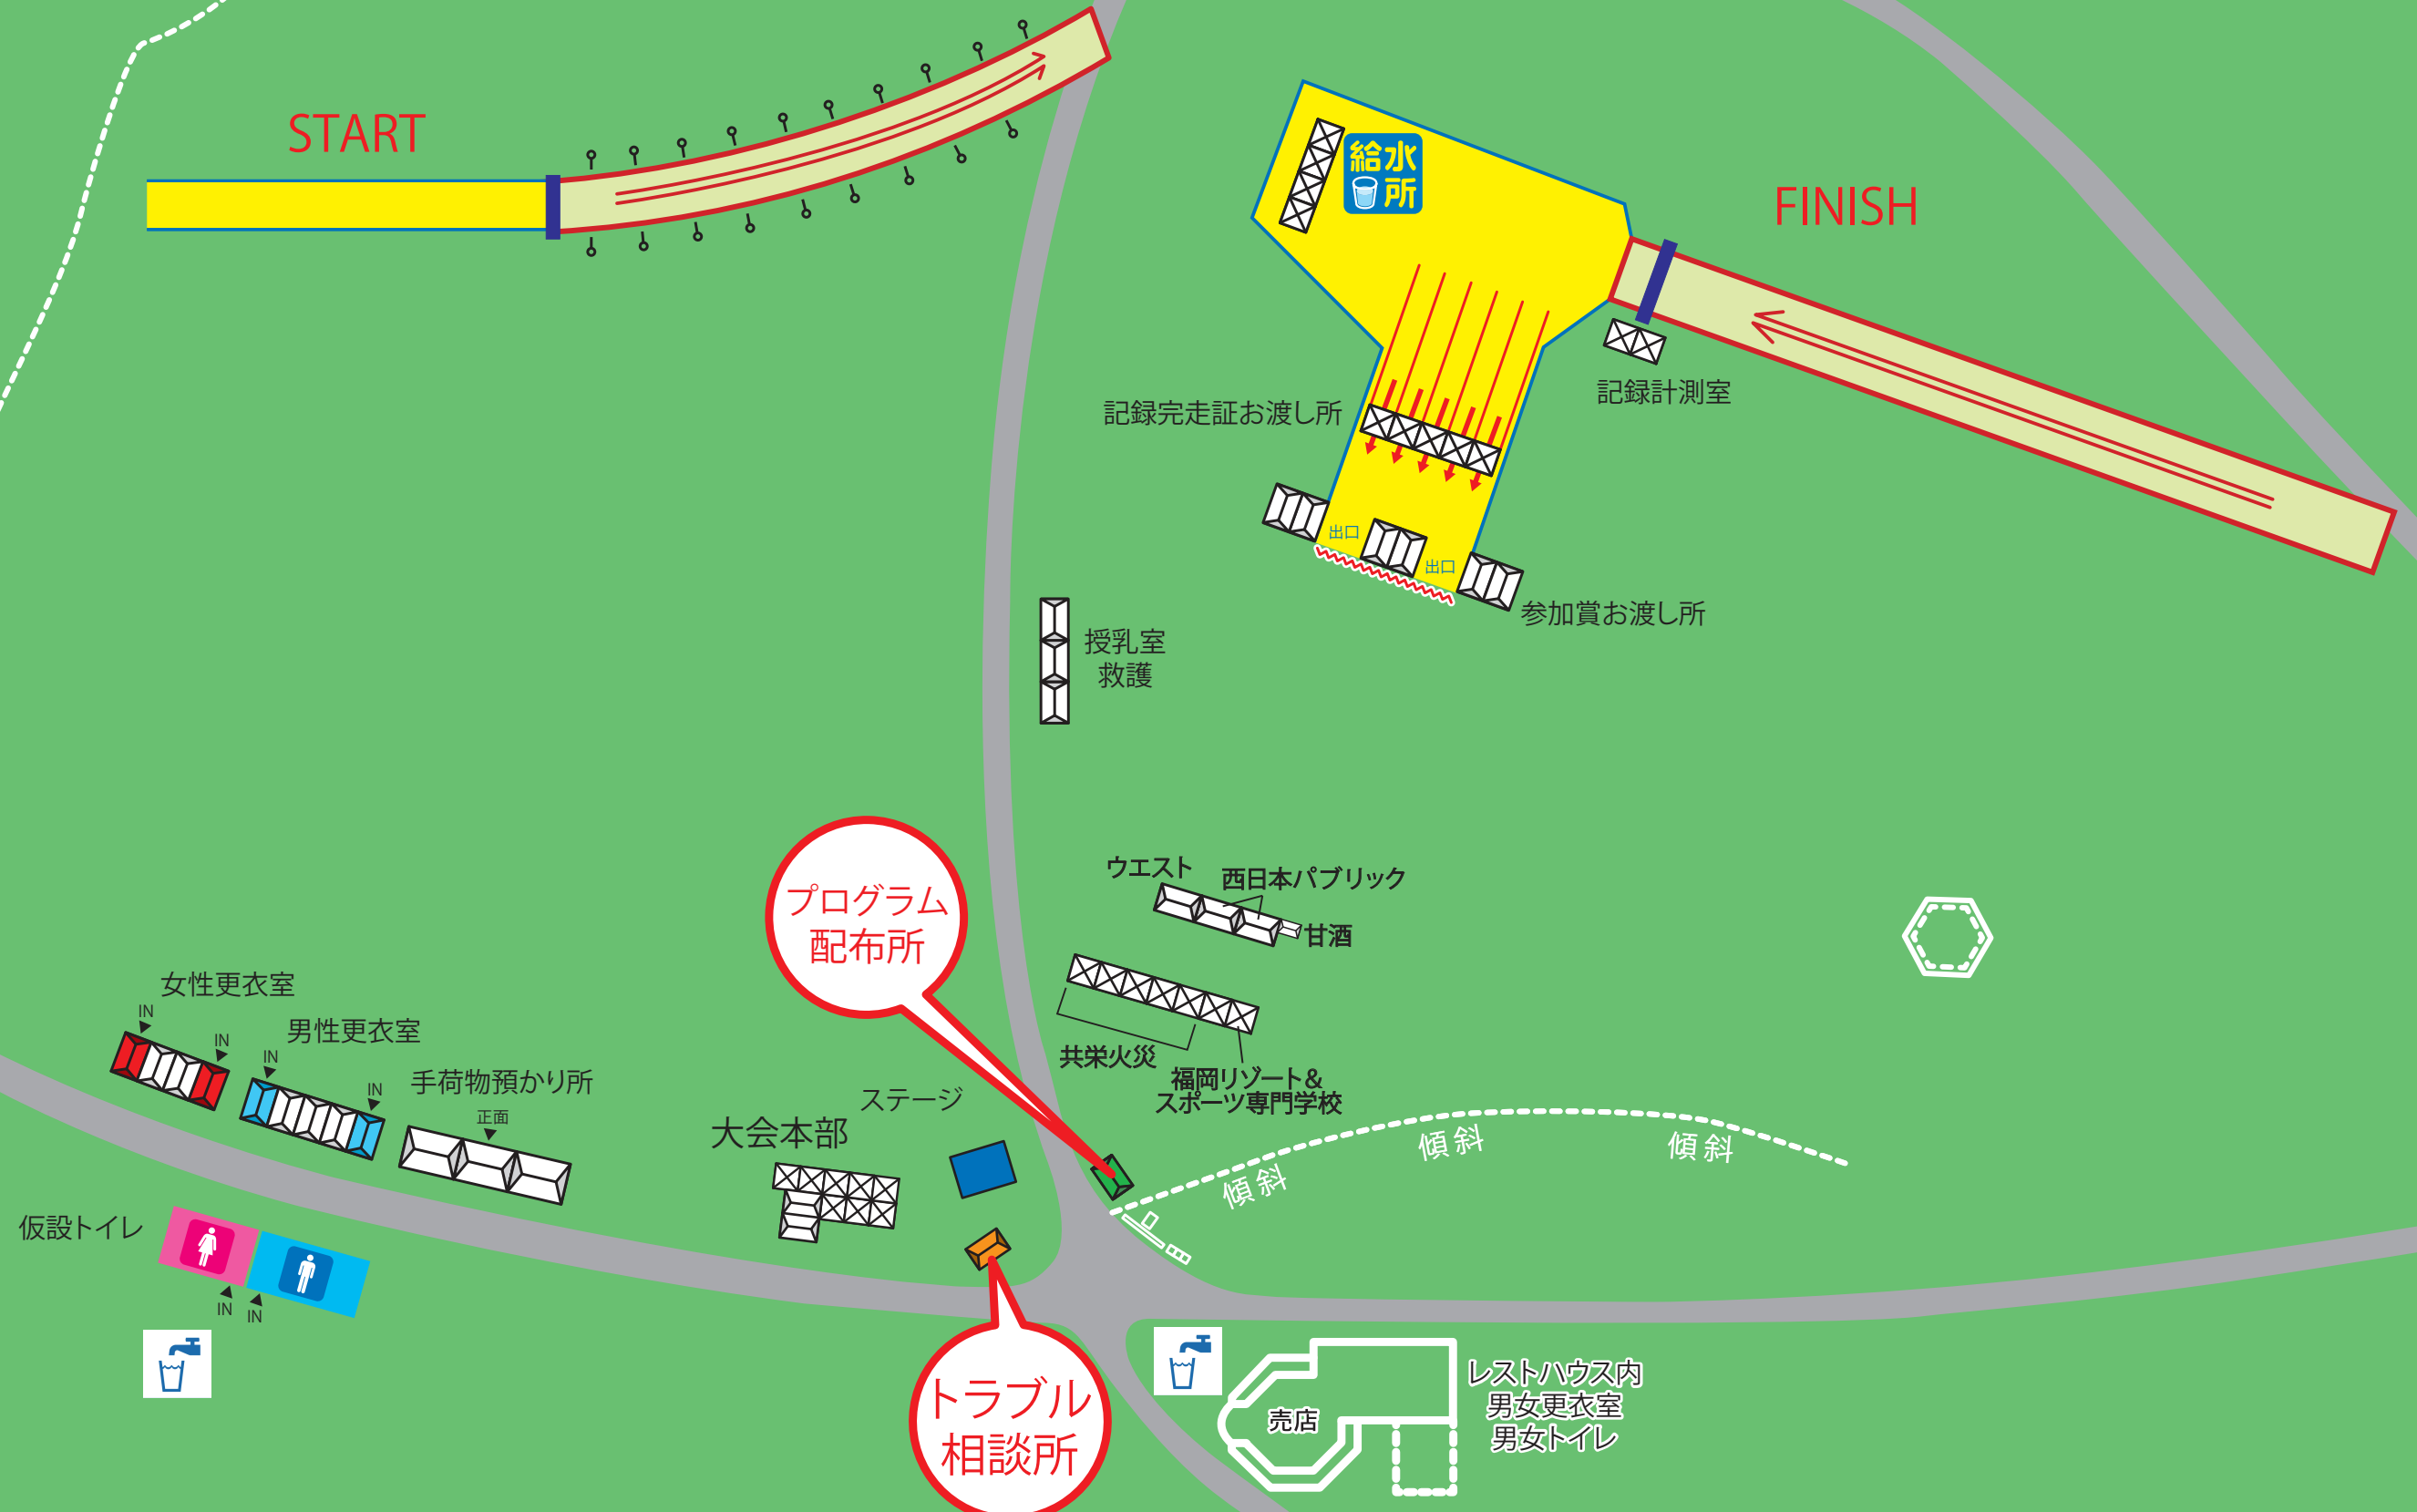 START
給水
所
FINISH
記録計測室
記録完走証お渡し所
出口
出口
参加賞お渡し所
授乳室
救護
ウエスト
西日本パブリック
甘酒
プログラム
配布所
共栄火災
福岡リゾート&
スポーツ専門学校
女性更衣室
IN
IN
男性更衣室
IN
IN
手荷物預かり所
正面
ステージ
大会本部
傾斜
傾斜
傾斜
仮設トイレ
IN
IN
トラブル
相談所
売店
レストハウス内
男女更衣室
男女トイレ